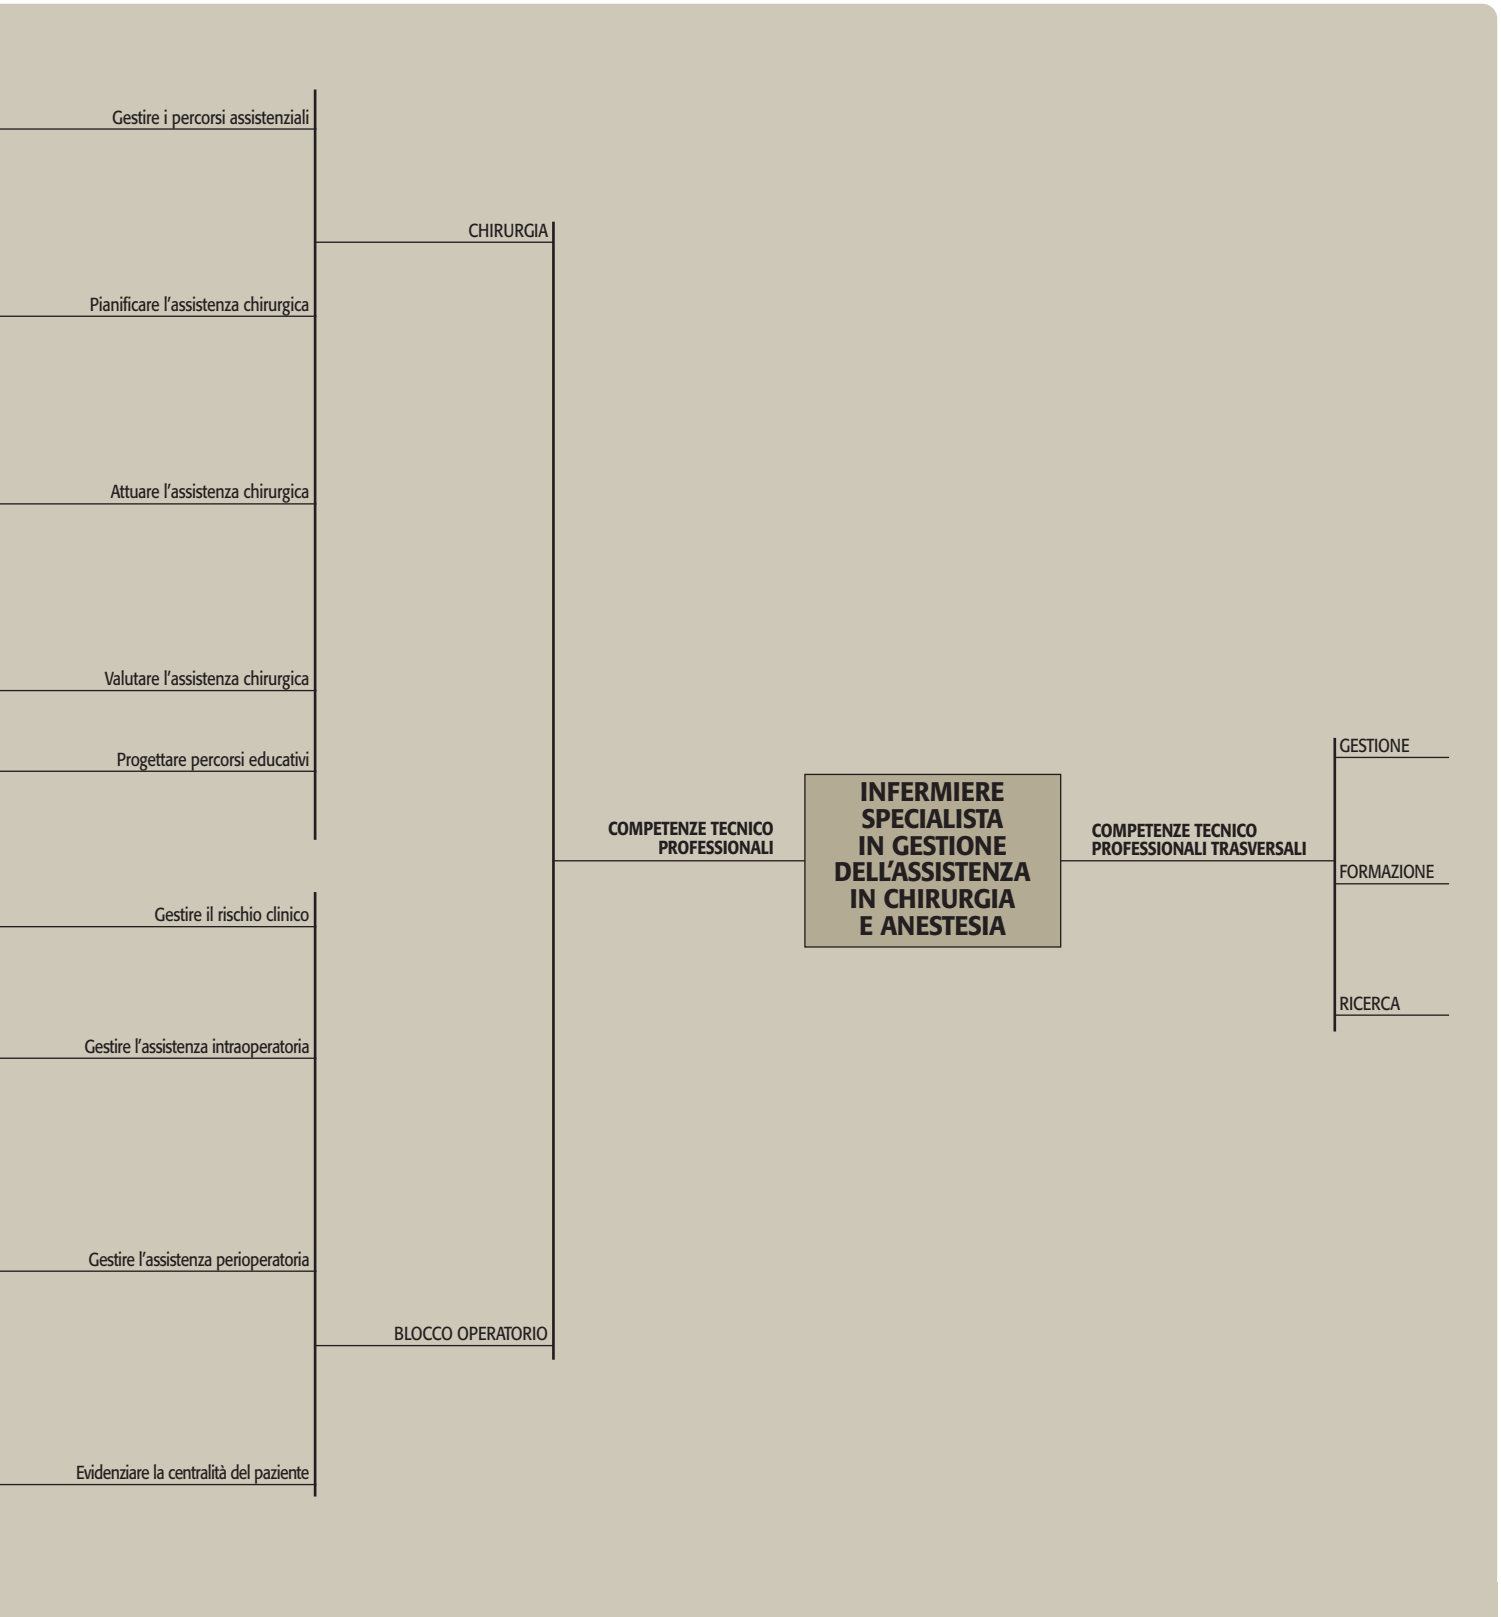 Gestire i percorsi assistenziali
CHIRURGIA
Pianificare l'assistenza chirurgica
Attuare l'assistenza chirurgica
Valutare l'assistenza chirurgica
Progettare percorsi educativi
COMPETENZE TECNICO
PROFESSIONALI
INFERMIERE
SPECIALISTA
IN GESTIONE
DELL'ASSISTENZA
IN CHIRURGIA
E ANESTESIA
COMPETENZE TECNICO
PROFESSIONALI TRASVERSALI
GESTIONE
FORMAZIONE
RICERCA
Gestire il rischio clinico
Gestire l'assistenza intraoperatoria
Gestire l'assistenza perioperatoria
BLOCCO OPERATORIO
Evidenziare la centralità del paziente